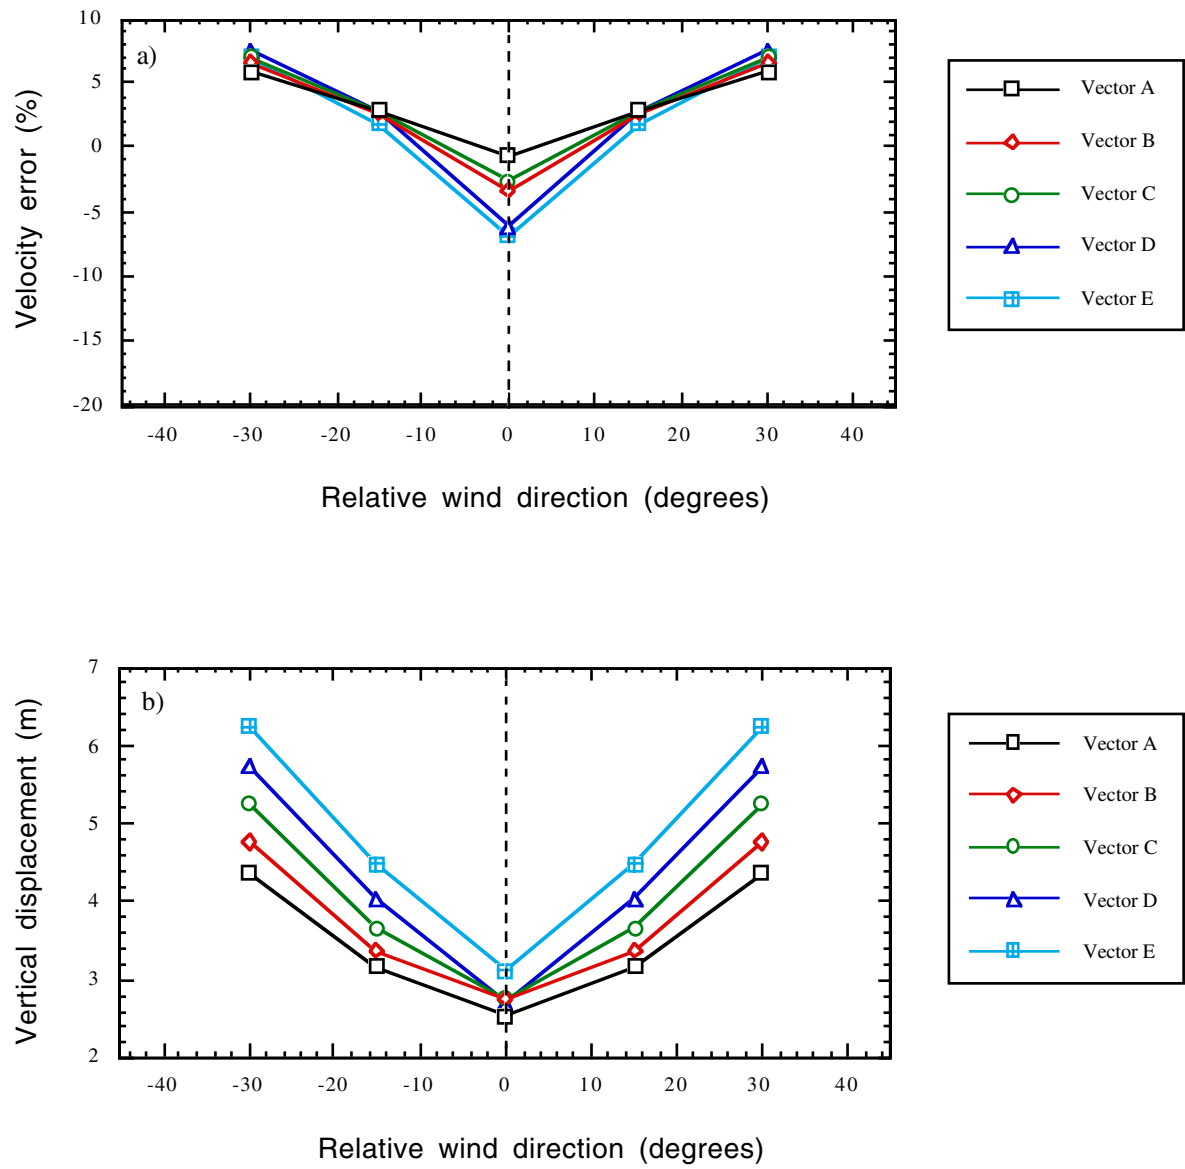 10
5
0
-5
-10
-15
-20
Velocity error (%)
a)
-40 -30 -20 -10 0 10 20 30 40
Relative wind direction (degrees)
Vector A
Vector B
Vector C
Vector D
Vector E
7
6
5
4
3
2
Vertical displacement (m)
b)
-40 -30 -20 -10 0 10 20 30 40
Relative wind direction (degrees)
Vector A
Vector B
Vector C
Vector D
Vector E